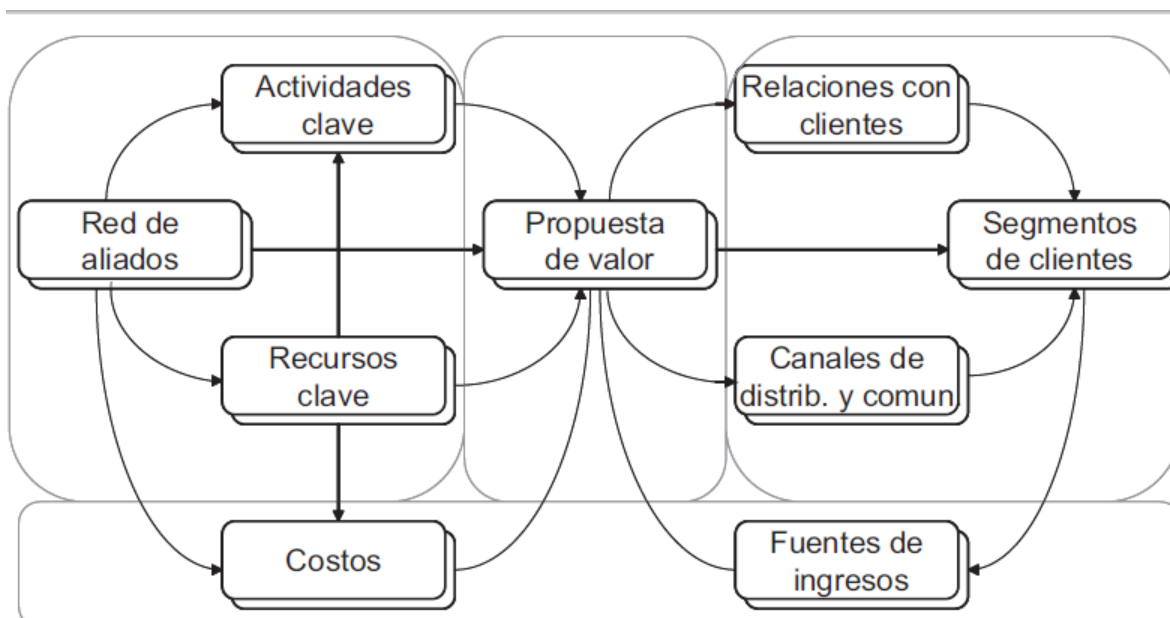 Actividades
clave
Relaciones con
clientes
Red de
aliados
Propuesta
de valor
Segmentos
de clientes
Recursos
clave
Canales de
distrib. y comun.
Costos
Fuentes de
ingresos